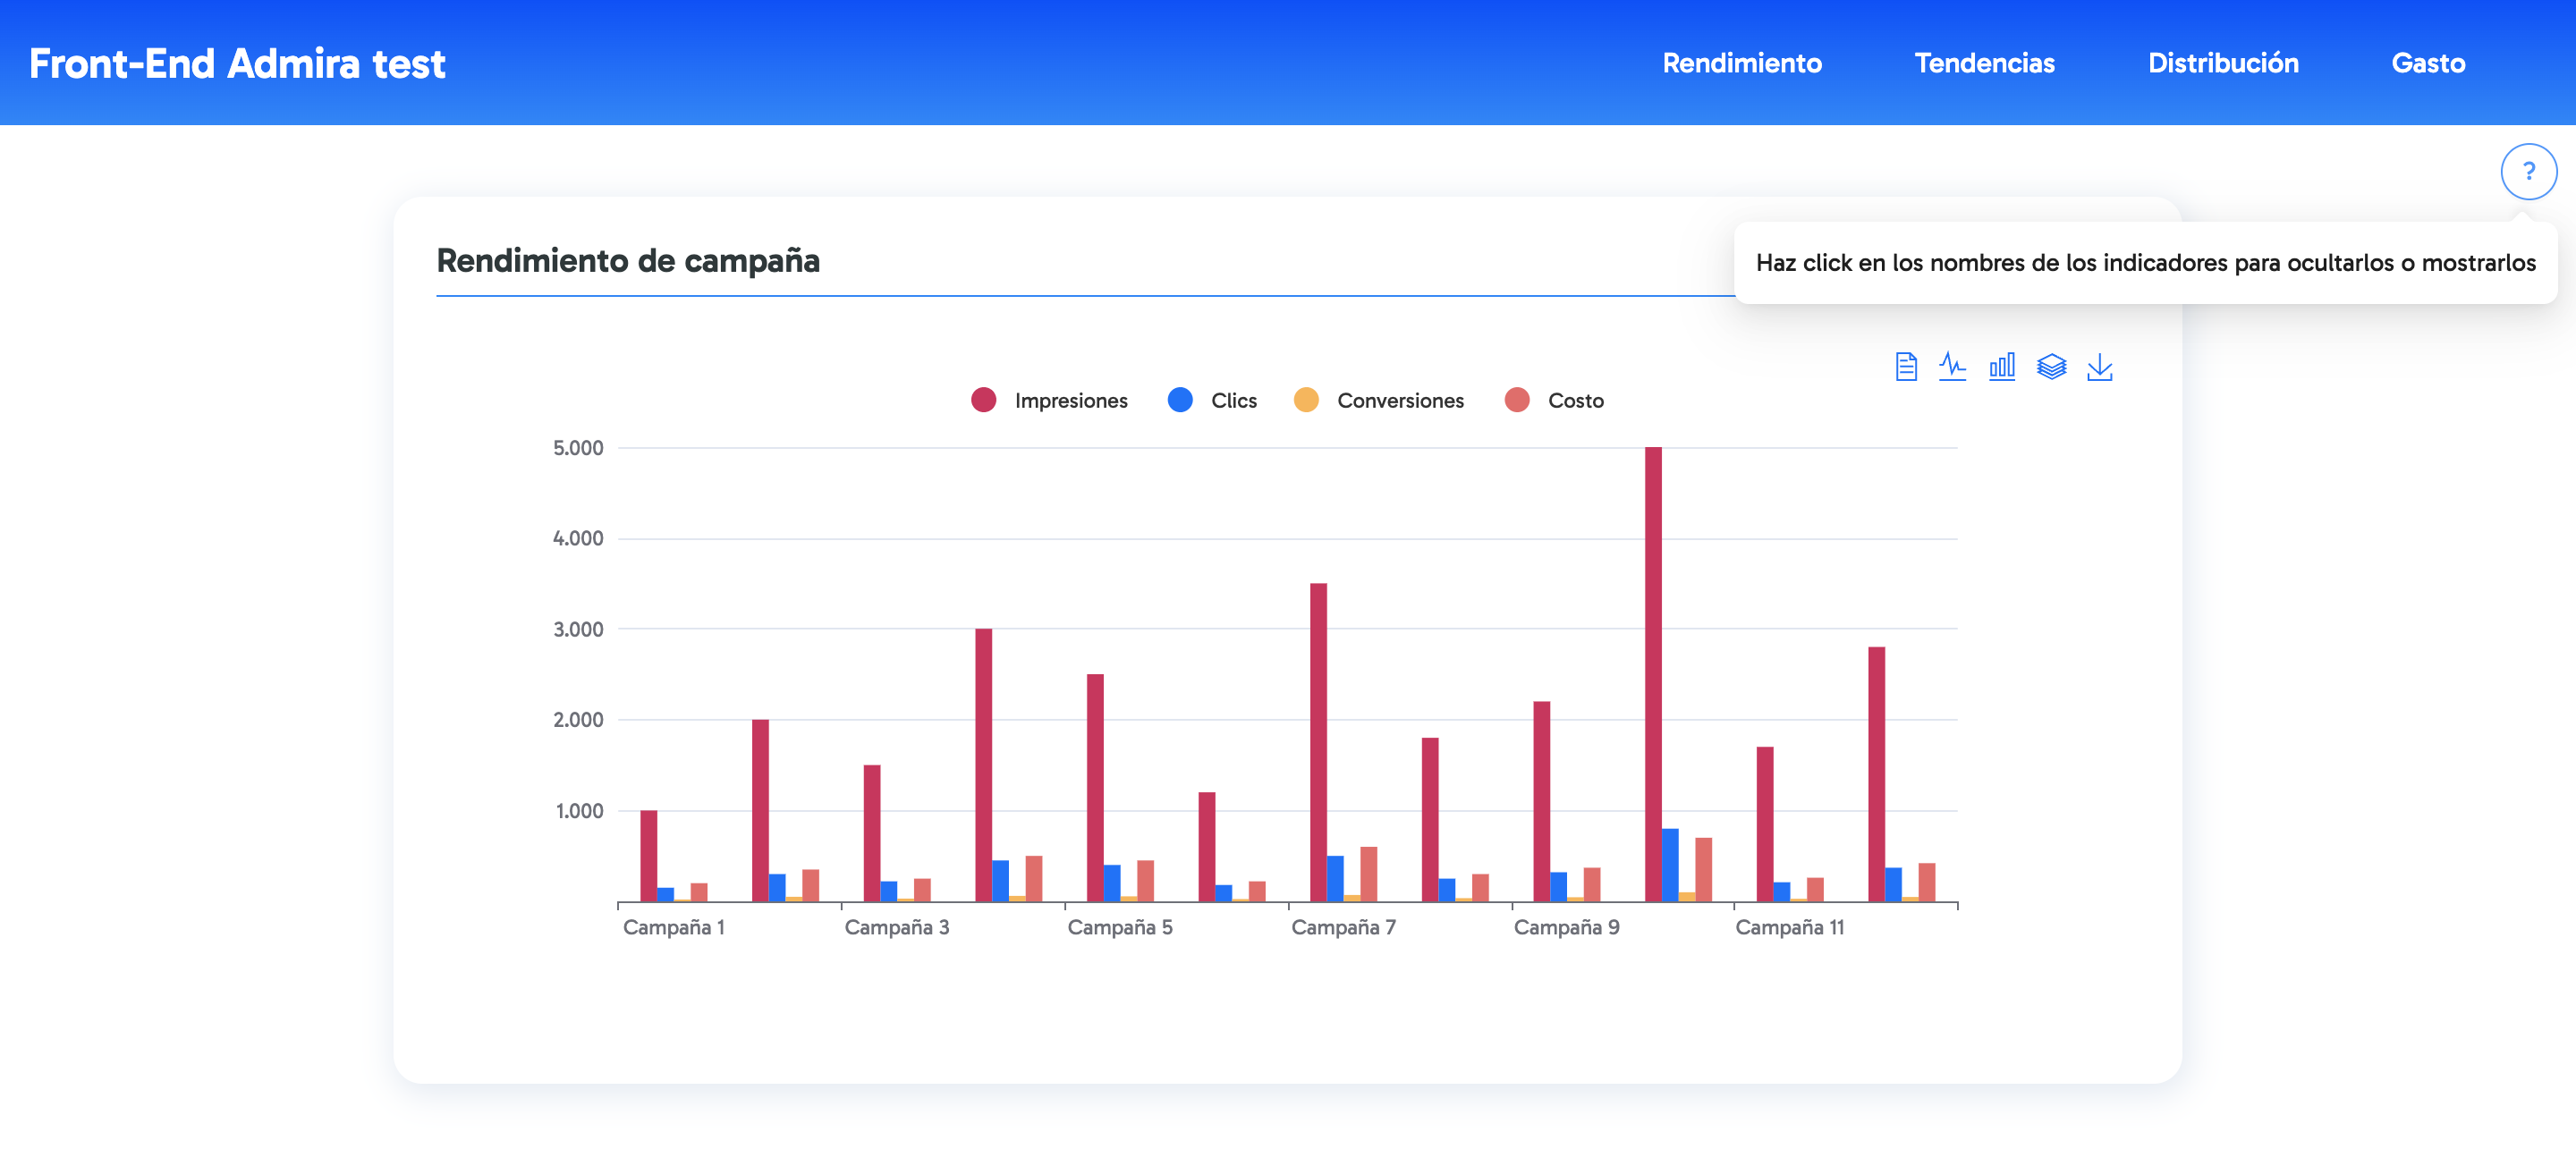 Front-End Admira test
Rendimiento Tendencias Distribución Gasto
?
Haz click en los nombres de los indicadores para ocultarlos o mostrarlos
Rendimiento de campaña
Impresiones Clics Conversiones Costo
5.000
4.000
3.000
2.000
1.000
Campaña 1 Campaña 3 Campaña 5 Campaña 7 Campaña 9 Campaña 11